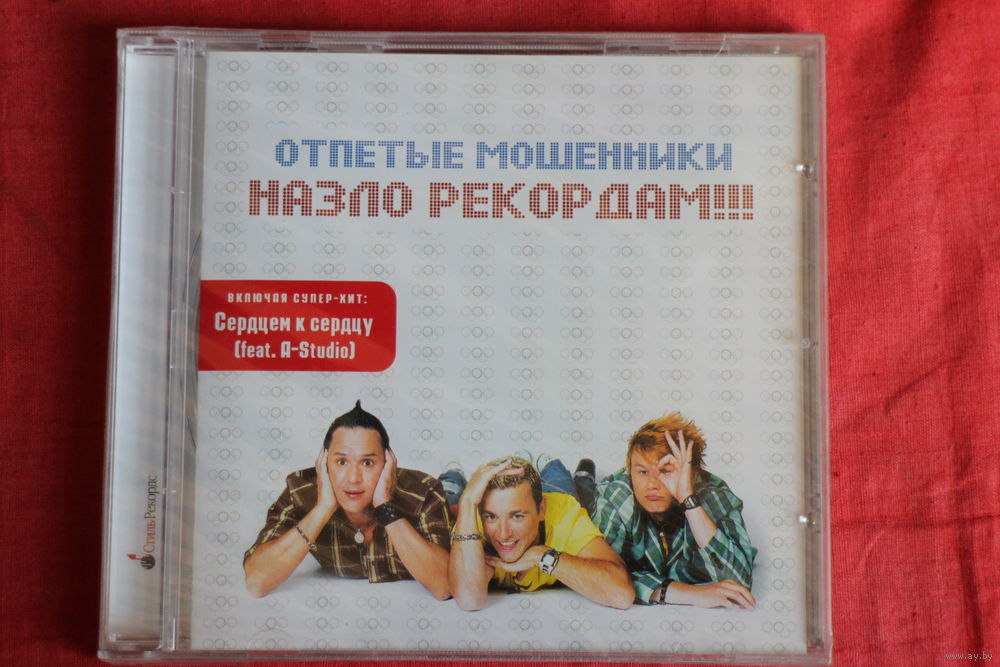 ОТПЕТЫЕ МОШЕННИКИ
НАЗЛО РЕКОРДАМ!!!
ВКЛЮЧАЯ СУПЕР-ХИТ:
Сердцем к сердцу
(feat. A-Studio)
Стиль Рекордс
www.ay.by